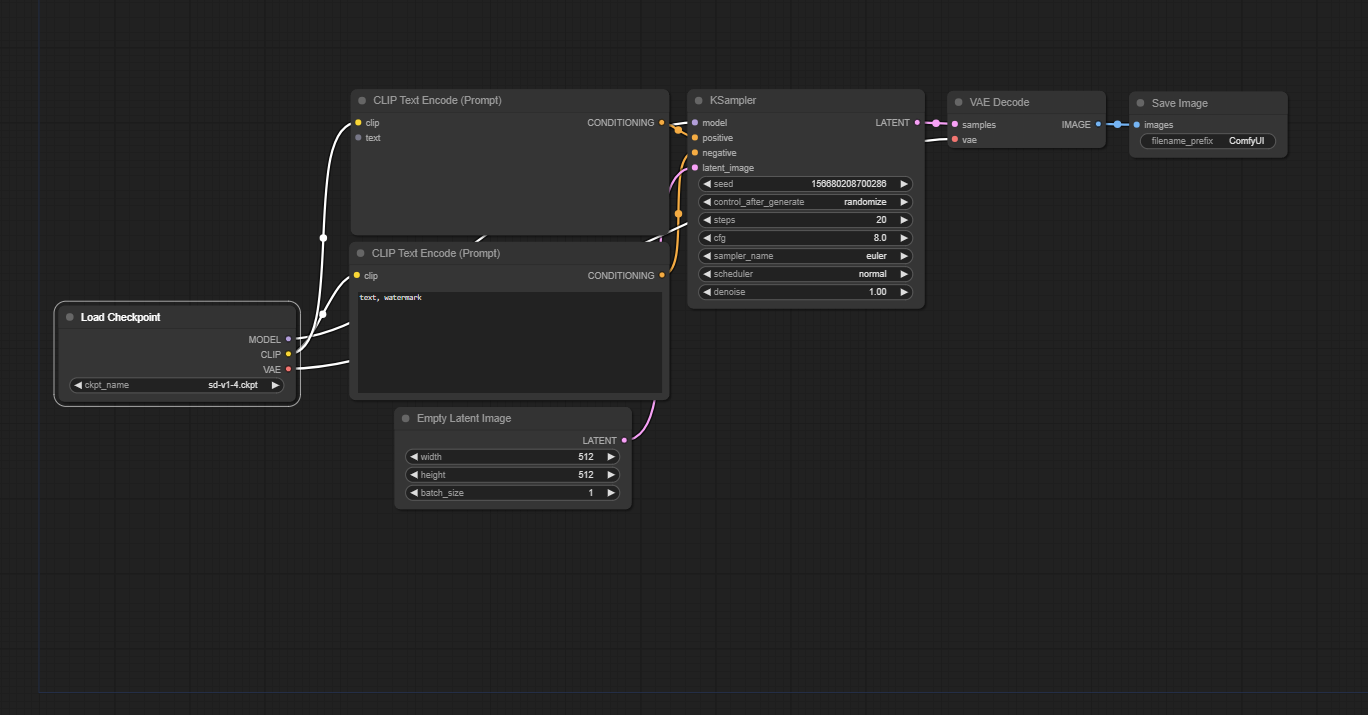 CLIP Text Encode (Prompt)
clip
CONDITIONING
text
KSampler
model
LATENT
positive
negative
latent_image
seed 156680208700286
control_after_generate randomize
steps 20
cfg 8.0
sampler_name euler
scheduler normal
denoise 1.00
VAE Decode
samples
IMAGE
vae
Save Image
images
filename_prefix ComfyUI
CLIP Text Encode (Prompt)
clip
CONDITIONING
text, watermark
Load Checkpoint
MODEL
CLIP
VAE
ckpt_name sd-v1-4.ckpt
Empty Latent Image
LATENT
width 512
height 512
batch_size 1